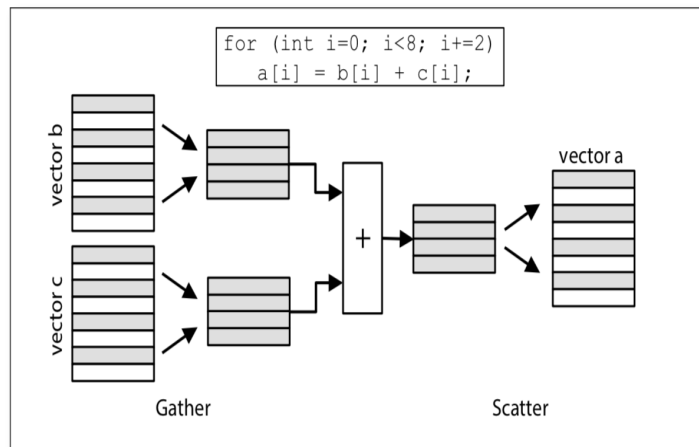 for (int i=0; i<8; i+=2)
a[i] = b[i] + c[i];
vector b
vector a
+
vector c
Gather
Scatter